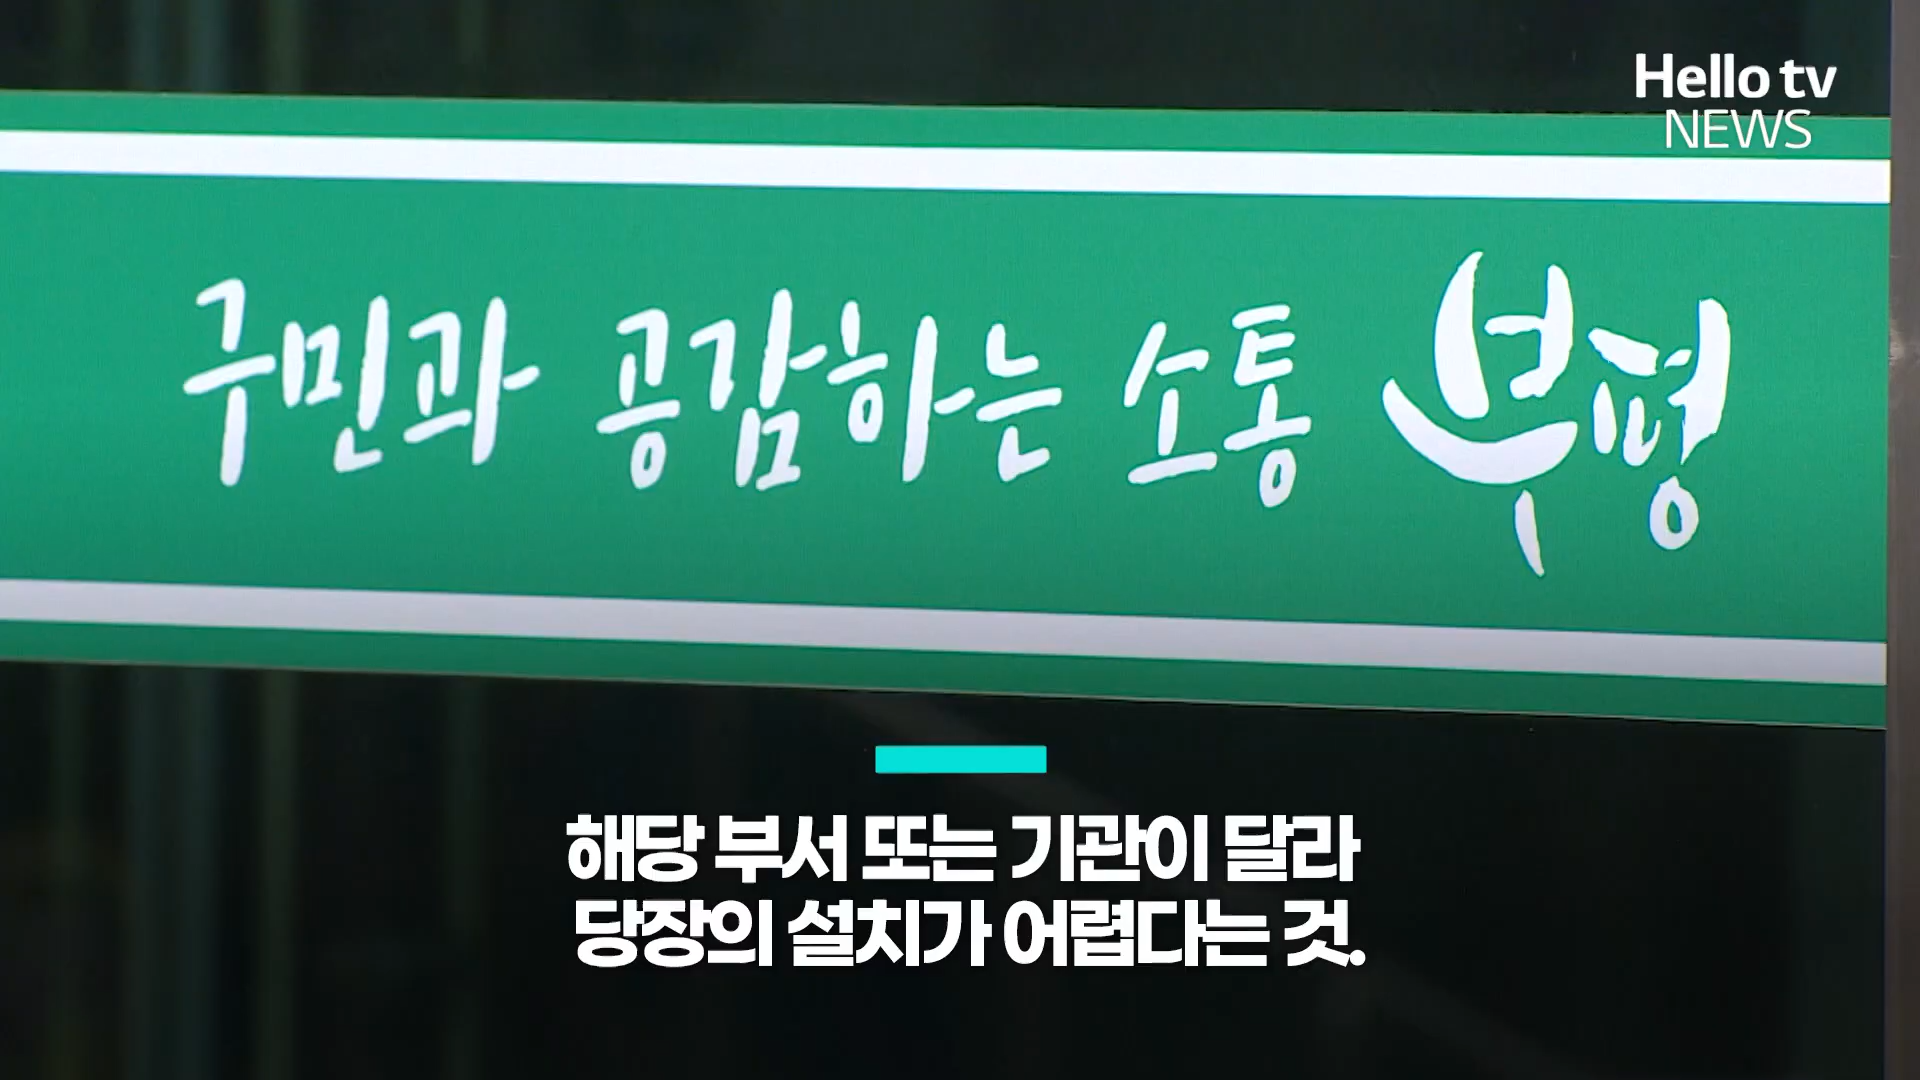 Hello tv
NEWS
구민과 공감하는 소통 부평
해당 부서 또는 기관이 달라
당장의 설치가 어렵다는 것.